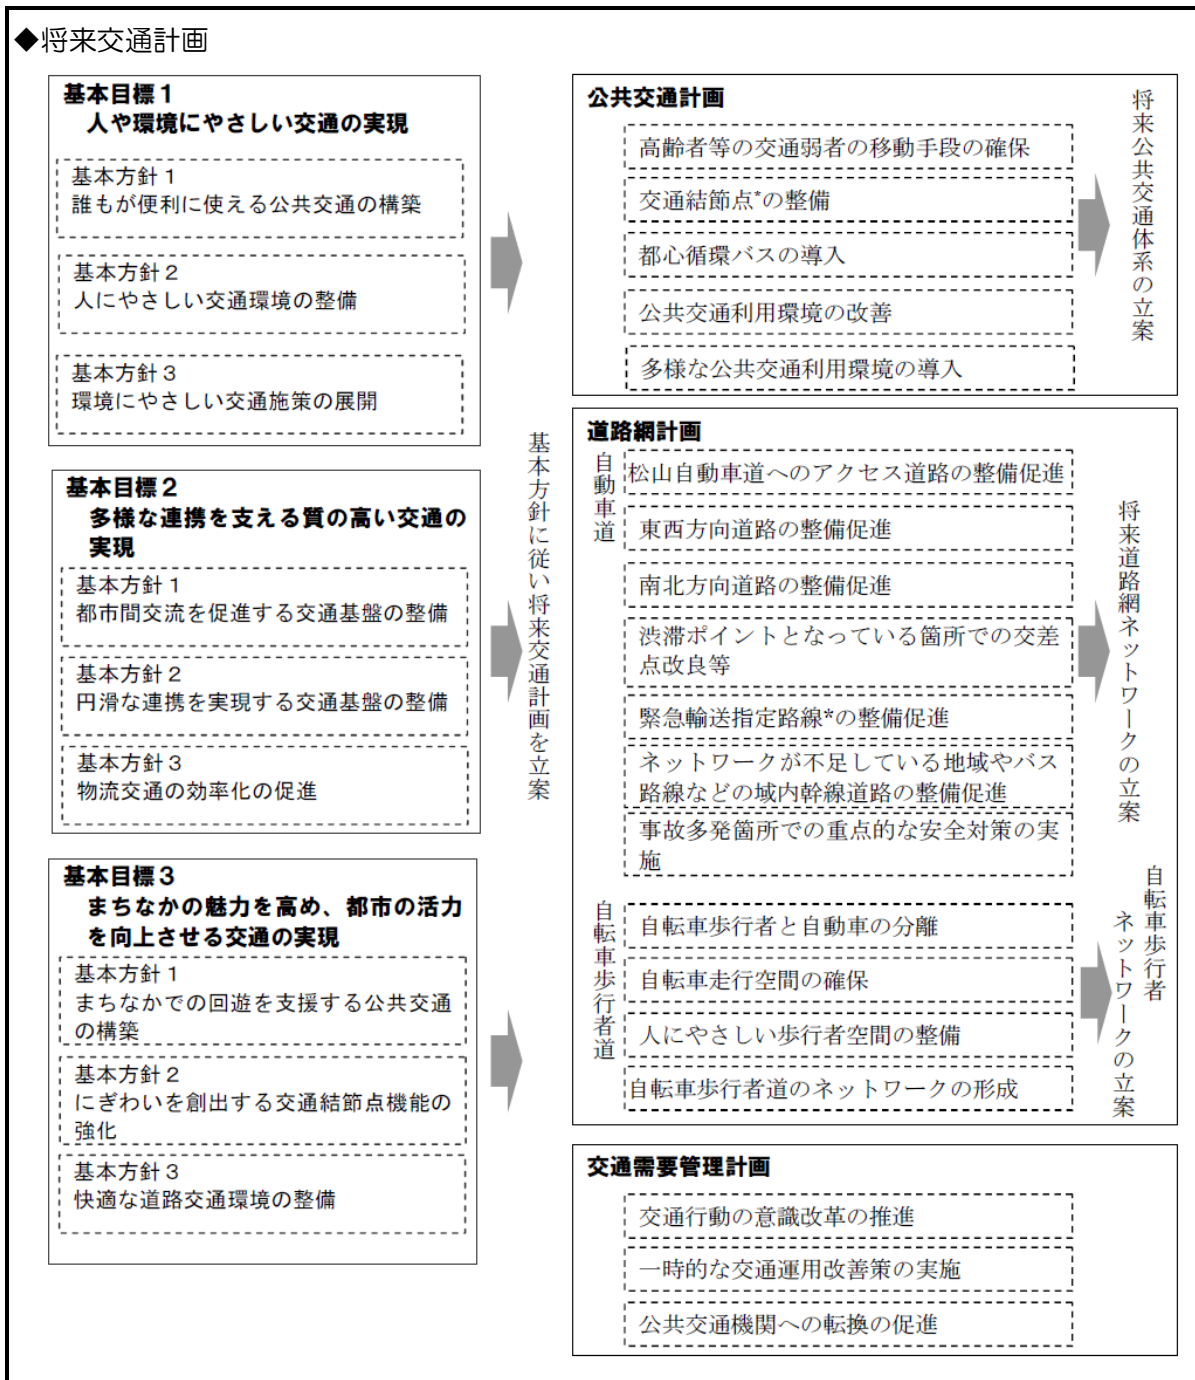 ◆将来交通計画
基本目標１
人や環境にやさしい交通の実現
基本方針１
誰もが便利に使える公共交通の構築
基本方針２
人にやさしい交通環境の整備
基本方針３
環境にやさしい交通施策の展開
基本目標２
多様な連携を支える質の高い交通の
実現
基本方針１
都市間交流を促進する交通基盤の整備
基本方針２
円滑な連携を実現する交通基盤の整備
基本方針３
物流交通の効率化の促進
基本目標３
まちなかの魅力を高め、都市の活力
を向上させる交通の実現
基本方針１
まちなかでの回遊を支援する公共交通
の構築
基本方針２
にぎわいを創出する交通結節点機能の
強化
基本方針３
快適な道路交通環境の整備
基本方針に従い将来交通計画を立案
公共交通計画
高齢者等の交通弱者の移動手段の確保
交通結節点*の整備
都心循環バスの導入
公共交通利用環境の改善
多様な公共交通利用環境の導入
将来公共交通体系の立案
道路網計画
自動車道
松山自動車道へのアクセス道路の整備促進
東西方向道路の整備促進
南北方向道路の整備促進
渋滞ポイントとなっている箇所での交差
点改良等
緊急輸送指定路線*の整備促進
ネットワークが不足している地域やバス
路線などの域内幹線道路の整備促進
事故多発箇所での重点的な安全対策の実
施
将来道路網ネットワークの立案
自転車歩行者道
自転車歩行者と自動車の分離
自転車走行空間の確保
人にやさしい歩行者空間の整備
自転車歩行者道のネットワークの形成
自転車歩行者
ネットワークの立案
交通需要管理計画
交通行動の意識改革の推進
一時的な交通運用改善策の実施
公共交通機関への転換の促進